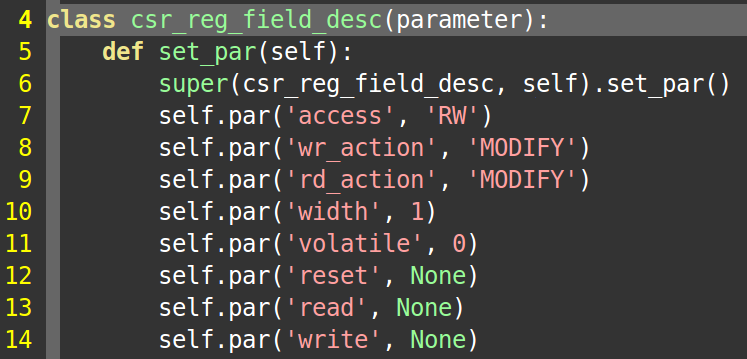 4 class csr_reg_field_desc(parameter):
5     def set_par(self):
6         super(csr_reg_field_desc, self).set_par()
7         self.par('access', 'RW')
8         self.par('wr_action', 'MODIFY')
9         self.par('rd_action', 'MODIFY')
10         self.par('width', 1)
11         self.par('volatile', 0)
12         self.par('reset', None)
13         self.par('read', None)
14         self.par('write', None)